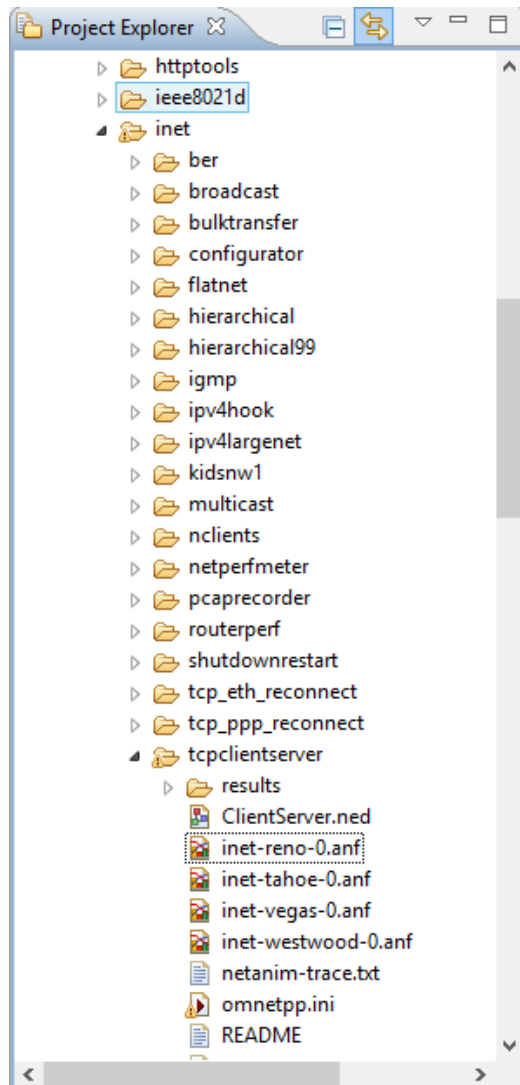 Project Explorer
httptools
ieee8021d
inet
ber
broadcast
bulktransfer
configurator
flatnet
hierarchical
hierarchical99
igmp
ipv4hook
ipv4largenet
kidsnw1
multicast
nclients
netperfmeter
pcaprecorder
routerperf
shutdownrestart
tcp_eth_reconnect
tcp_ppp_reconnect
tcpclientserver
results
ClientServer.ned
inet-reno-0.anf
inet-tahoe-0.anf
inet-vegas-0.anf
inet-westwood-0.anf
netanim-trace.txt
omnetpp.ini
README